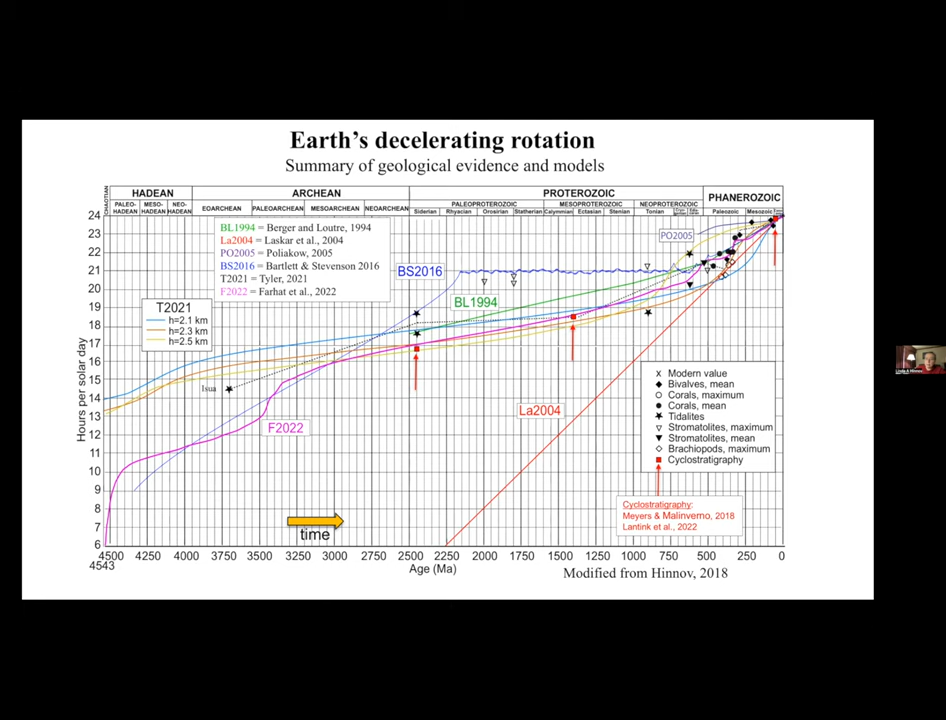 Earth's decelerating rotation
Summary of geological evidence and models
CHAOTIAN
HADEAN
ARCHEAN
PROTEROZOIC
PHANEROZOIC
PALEO-HADEAN
MESO-HADEAN
NEO-HADEAN
EOARCHEAN
PALEOARCHEAN
MESOARCHEAN
NEOARCHEAN
PALEOPROTEROZOIC
MESOPROTEROZOIC
NEOPROTEROZOIC
Siderian
Rhyacian
Orosirian
Statherian
Calymmian
Ectasian
Stenian
Tonian
Paleozoic
Mesozoic
BL1994 = Berger and Loutre, 1994
La2004 = Laskar et al., 2004
PO2005 = Poliakow, 2005
BS2016 = Bartlett & Stevenson 2016
T2021 = Tyler, 2021
F2022 = Farhat et al., 2022
PO2005
BS2016
BL1994
T2021
h=2.1 km
h=2.3 km
h=2.5 km
Isua
F2022
La2004
x Modern value
Bivalves, mean
Corals, maximum
Corals, mean
Tidalites
Stromatolites, maximum
Stromatolites, mean
Brachiopods, maximum
Cyclostratigraphy
Cyclostratigraphy:
Meyers & Malinverno, 2018
Lantink et al., 2022
time
Hours per solar day
24
23
22
21
20
19
18
17
16
15
14
13
12
11
10
9
8
7
6
4500 4250 4000 3750 3500 3250 3000 2750 2500 2250 2000 1750 1500 1250 1000 750 500 250 0
4543
Age (Ma)
Modified from Hinnov, 2018